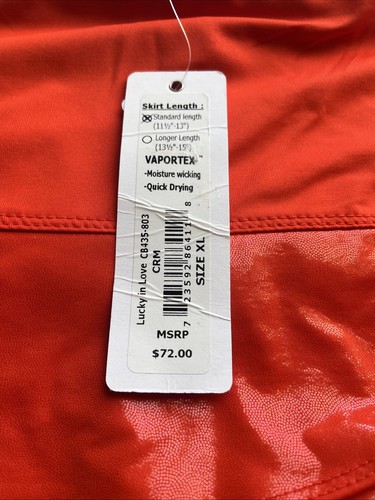 Skirt Length :
Standard length
(11½"-13")
Longer Length
(13½"-15")
VAPORTEX™
-Moisture wicking
-Quick Drying
Lucky in Love CB435-803
CRM
7 23592 86411 8
SIZE XL
MSRP
$72.00